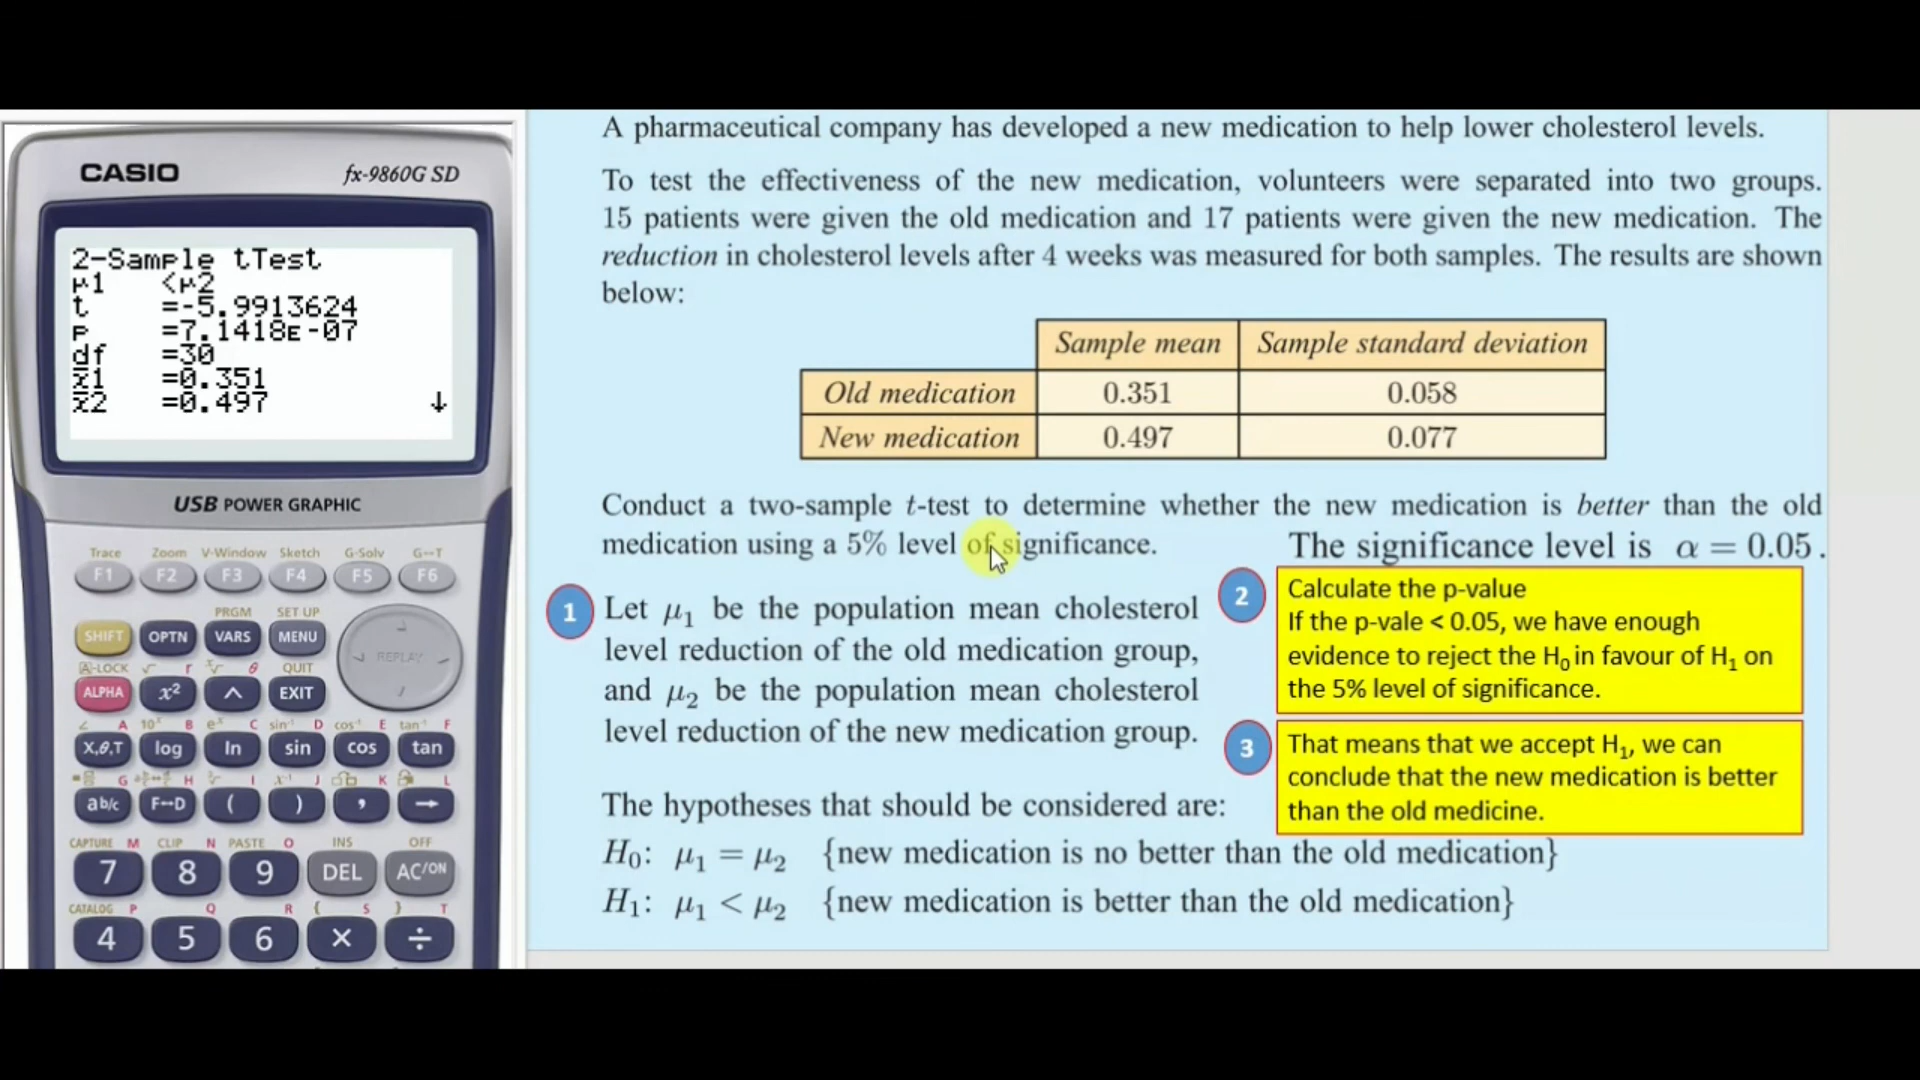 A pharmaceutical company has developed a new medication to help lower cholesterol levels.
To test the effectiveness of the new medication, volunteers were separated into two groups.
15 patients were given the old medication and 17 patients were given the new medication. The
reduction in cholesterol levels after 4 weeks was measured for both samples. The results are shown
below:
Sample mean Sample standard deviation
Old medication 0.351 0.058
New medication 0.497 0.077
Conduct a two-sample t-test to determine whether the new medication is better than the old
medication using a 5% level of significance.
The significance level is α = 0.05.
1 Let μ₁ be the population mean cholesterol
level reduction of the old medication group,
and μ₂ be the population mean cholesterol
level reduction of the new medication group.
2 Calculate the p-value
If the p-vale < 0.05, we have enough
evidence to reject the H₀ in favour of H₁ on
the 5% level of significance.
3 That means that we accept H₁, we can
conclude that the new medication is better
than the old medicine.
The hypotheses that should be considered are:
H₀: μ₁ = μ₂ {new medication is no better than the old medication}
H₁: μ₁ < μ₂ {new medication is better than the old medication}
CASIO fx-9860G SD
2-Sample tTest
μ1 <μ2
t =-5.9913624
p =7.1418E-07
df =30
x̄1 =0.351
x̄2 =0.497 ↓
USB POWER GRAPHIC
Trace Zoom V-Window Sketch G-Solv G↔T
F1 F2 F3 F4 F5 F6
PRGM SET UP
SHIFT OPTN VARS MENU
REPLAY
A-LOCK √ r θ QUIT
ALPHA x² ^ EXIT
∠ A 10ˣ B eˣ C sin⁻¹ D cos⁻¹ E tan⁻¹ F
X,θ,T log ln sin cos tan
G H I x⁻¹ J K L
ab/c F↔D ( ) , →
CAPTURE M CLIP N PASTE O INS OFF
7 8 9 DEL AC/ON
CATALOG P Q R { S } T
4 5 6 × ÷